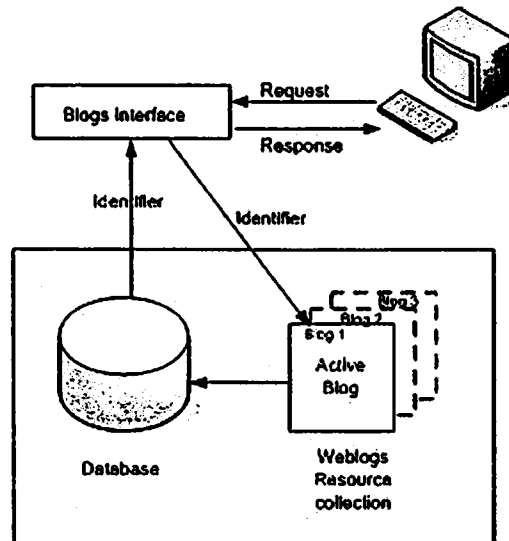 Request
Blogs Interface
Response
Identifier
Identifier
Blog 3
Blog 2
Blog 1
Active
Blog
Database
Weblogs
Resource
collection